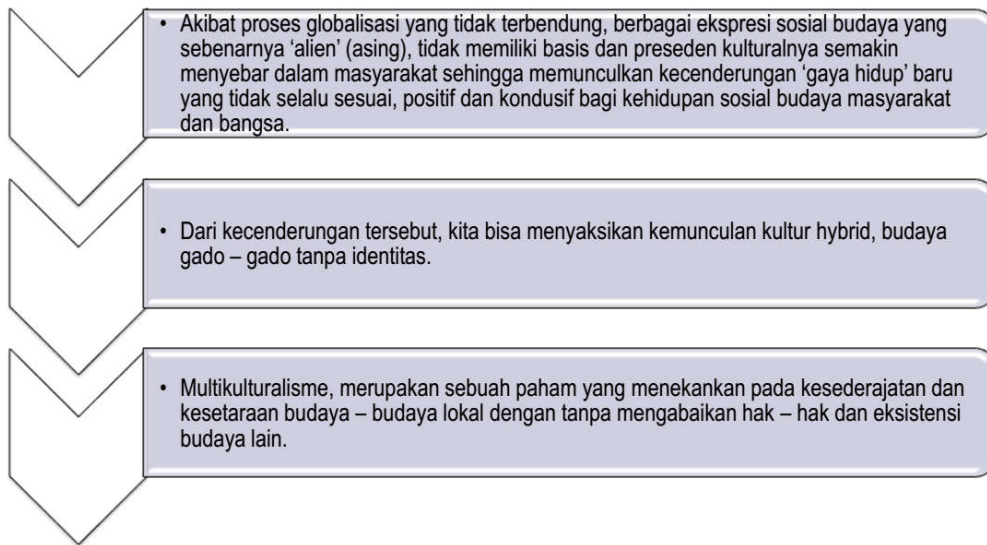 • Akibat proses globalisasi yang tidak terbendung, berbagai ekspresi sosial budaya yang
sebenarnya ‘alien’ (asing), tidak memiliki basis dan preseden kulturalnya semakin
menyebar dalam masyarakat sehingga memunculkan kecenderungan ‘gaya hidup’ baru
yang tidak selalu sesuai, positif dan kondusif bagi kehidupan sosial budaya masyarakat
dan bangsa.
• Dari kecenderungan tersebut, kita bisa menyaksikan kemunculan kultur hybrid, budaya
gado – gado tanpa identitas.
• Multikulturalisme, merupakan sebuah paham yang menekankan pada kesederajatan dan
kesetaraan budaya – budaya lokal dengan tanpa mengabaikan hak – hak dan eksistensi
budaya lain.